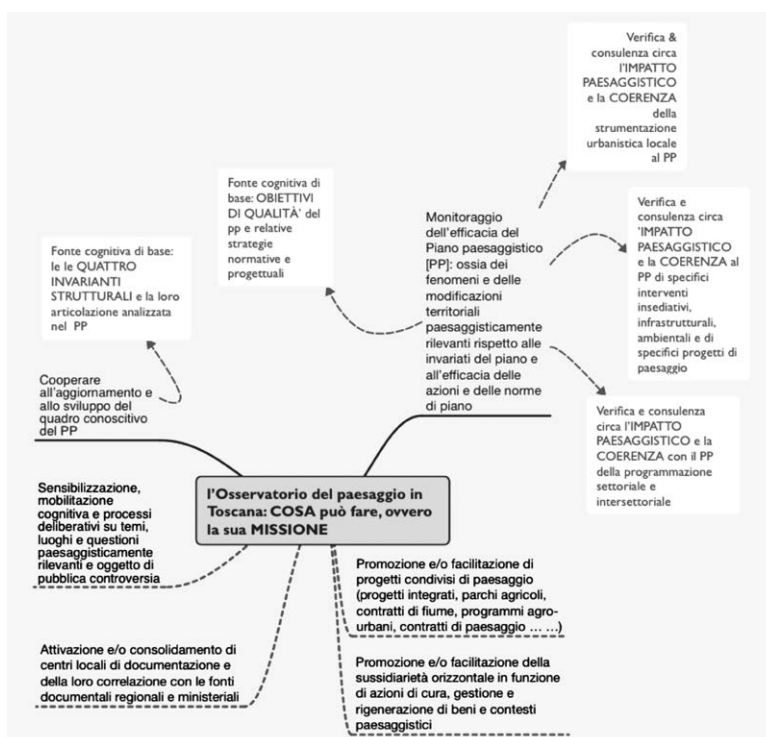 Verifica &
consulenza circa
l'IMPATTO
PAESAGGISTICO
e la COERENZA
della
strumentazione
urbanistica locale
al PP
Fonte cognitiva di
base: OBIETTIVI
DI QUALITÀ' del
pp e relative
strategie
normative e
progettuali
Monitoraggio
dell'efficacia del
Piano paesaggistico
[PP]: ossia dei
fenomeni e delle
modificazioni
territoriali
paesaggisticamente
rilevanti rispetto alle
invariati del piano e
all'efficacia delle
azioni e delle norme
di piano
Verifica e
consulenza circa
'IMPATTO
PAESAGGISTICO
e la COERENZA al
PP di specifici
interventi
insediativi,
infrastrutturali,
ambientali e di
specifici progetti di
paesaggio
Fonte cognitiva di base:
le le QUATTRO
INVARIANTI
STRUTTURALI e la loro
articolazione analizzata
nel PP
Cooperare
all'aggiornamento e
allo sviluppo del
quadro conoscitivo
del PP
Verifica e consulenza
circa l'IMPATTO
PAESAGGISTICO e la
COERENZA con il PP
della programmazione
settoriale e
intersettoriale
l'Osservatorio del paesaggio in
Toscana: COSA può fare, ovvero
la sua MISSIONE
Sensibilizzazione,
mobilitazione
cognitiva e processi
deliberativi su temi,
luoghi e questioni
paesaggisticamente
rilevanti e oggetto di
pubblica controversia
Promozione e/o facilitazione di
progetti condivisi di paesaggio
(progetti integrati, parchi agricoli,
contratti di fiume, programmi agro-
urbani, contratti di paesaggio ... ...)
Attivazione e/o consolidamento di
centri locali di documentazione e
della loro correlazione con le fonti
documentali regionali e ministeriali
Promozione e/o facilitazione della
sussidiarietà orizzontale in funzione
di azioni di cura, gestione e
rigenerazione di beni e contesti
paesaggistici